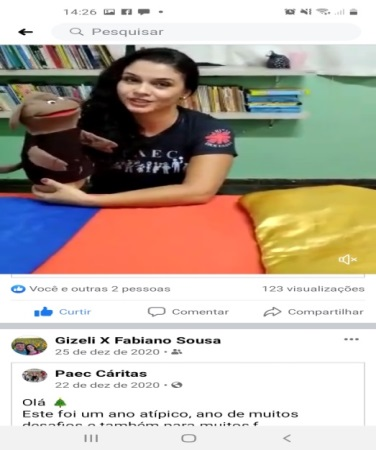 14:26
Pesquisar
PAEC
Você e outras 2 pessoas
123 visualizações
Curtir
Comentar
Compartilhar
Gizeli X Fabiano Sousa
25 de dez de 2020
Paec Cáritas
22 de dez de 2020
Olá
Este foi um ano atípico, ano de muitos
desafios e também para muitos f